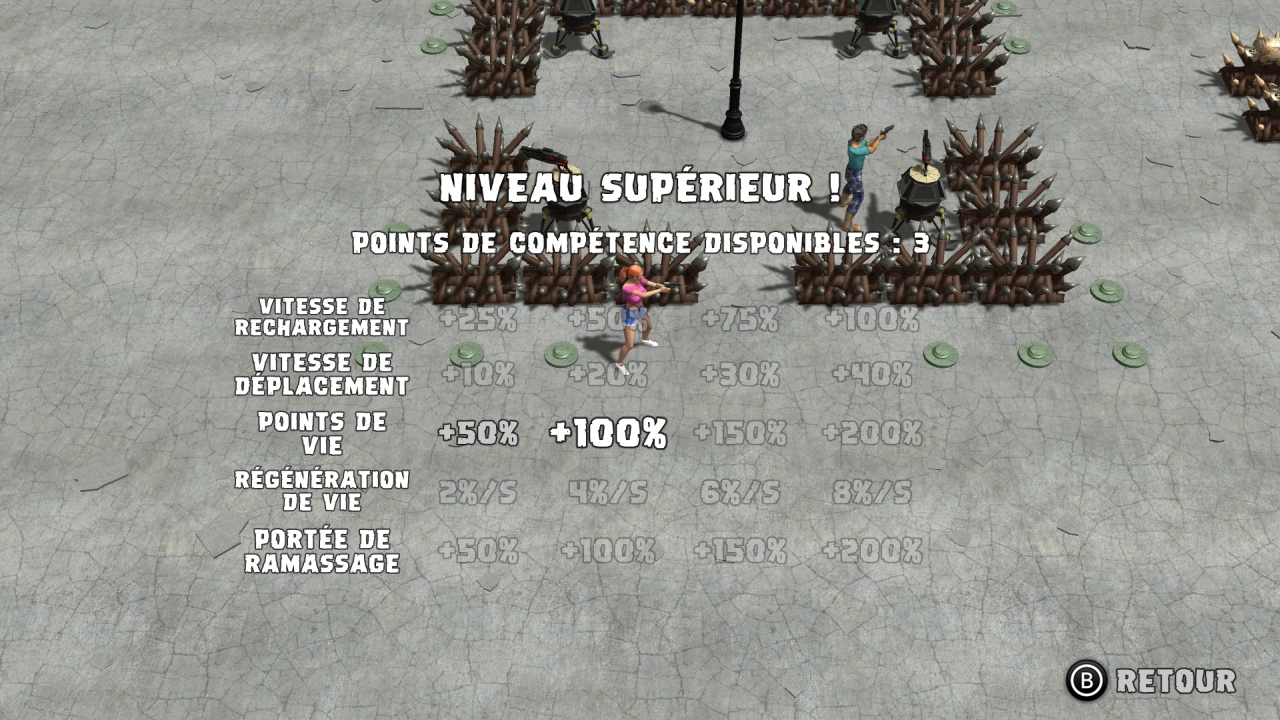 NIVEAU SUPÉRIEUR !
POINTS DE COMPÉTENCE DISPONIBLES : 3
VITESSE DE
RECHARGEMENT +25% +50% +75% +100%
VITESSE DE
DÉPLACEMENT +10% +20% +30% +40%
POINTS DE
VIE +50% +100% +150% +200%
RÉGÉNÉRATION
DE VIE 2%/S 4%/S 6%/S 8%/S
PORTÉE DE
RAMASSAGE +50% +100% +150% +200%
B RETOUR